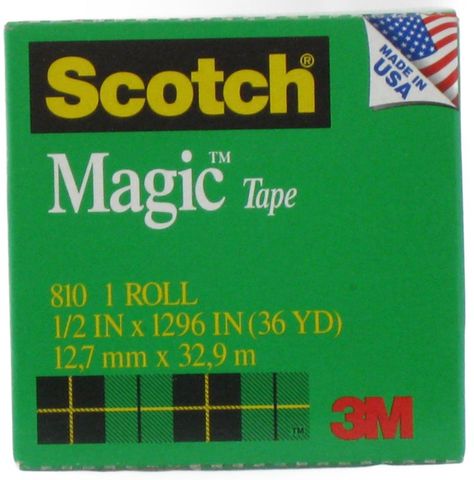 Scotch®
MADE IN
USA
Magic™ Tape
810 1 ROLL
1/2 IN x 1296 IN (36 YD)
12,7 mm x 32,9 m
3M